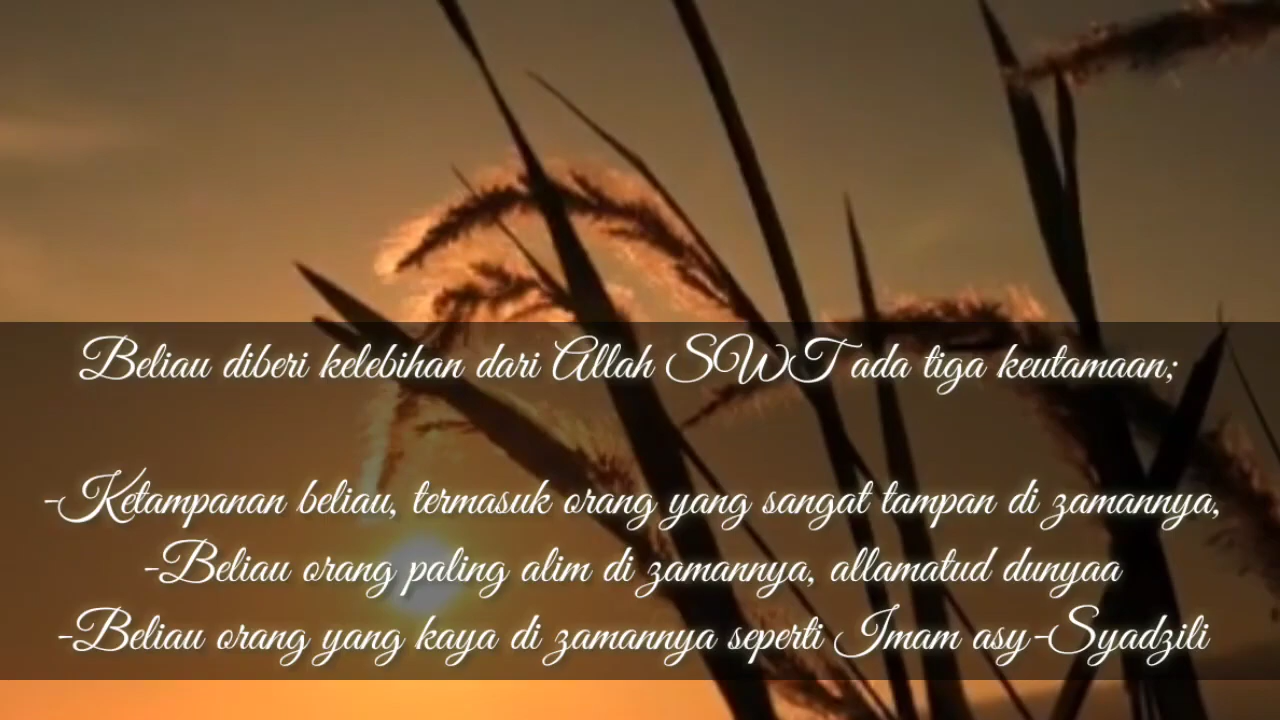 Beliau diberi kelebihan dari Allah SWT ada tiga keutamaan;
-Ketampanan beliau, termasuk orang yang sangat tampan di zamannya,
-Beliau orang paling alim di zamannya, allamatud dunyaa
-Beliau orang yang kaya di zamannya seperti Imam asy-Syadzili